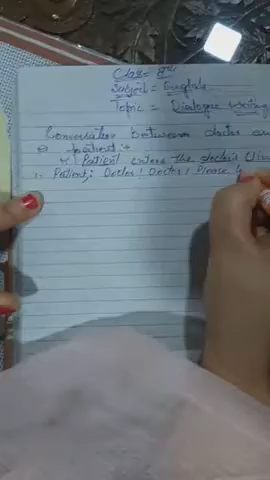 Class = 8th
Subject = English
Topic = Dialogue writing
Conversation between doctor
patient :-
Patient enters the doctor's
1. Patient; Doctor! Doctor! Please